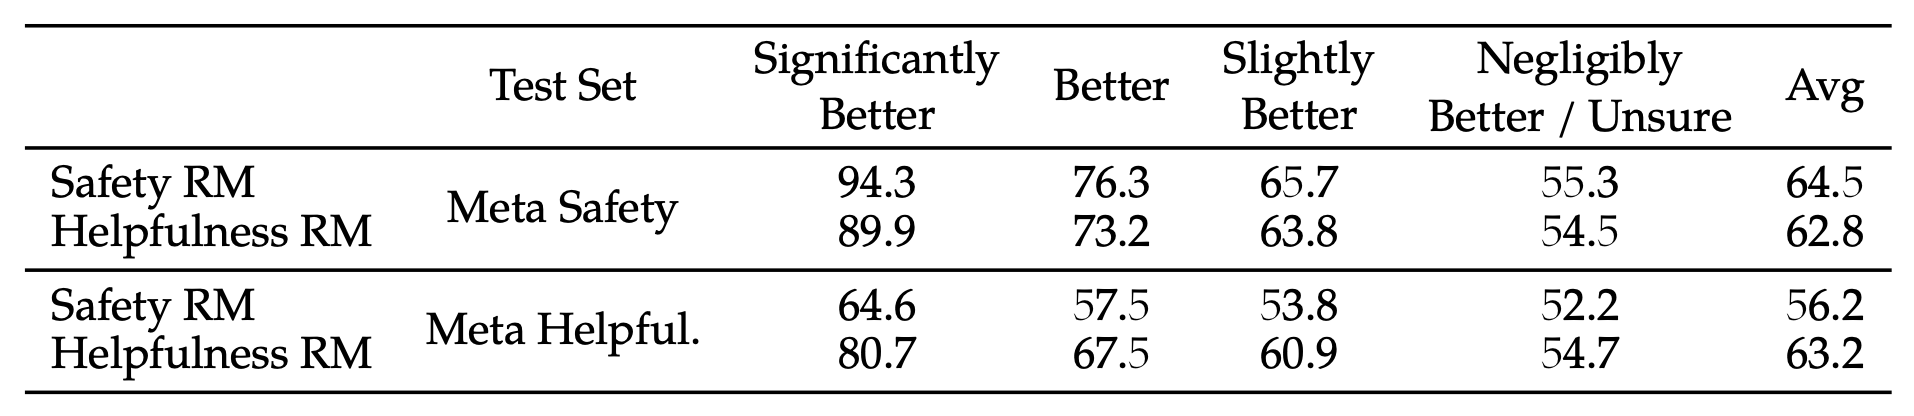 Test Set Significantly Better Better Slightly Better Negligibly Better / Unsure Avg
Safety RM Meta Safety 94.3 76.3 65.7 55.3 64.5
Helpfulness RM 89.9 73.2 63.8 54.5 62.8
Safety RM Meta Helpful. 64.6 57.5 53.8 52.2 56.2
Helpfulness RM 80.7 67.5 60.9 54.7 63.2